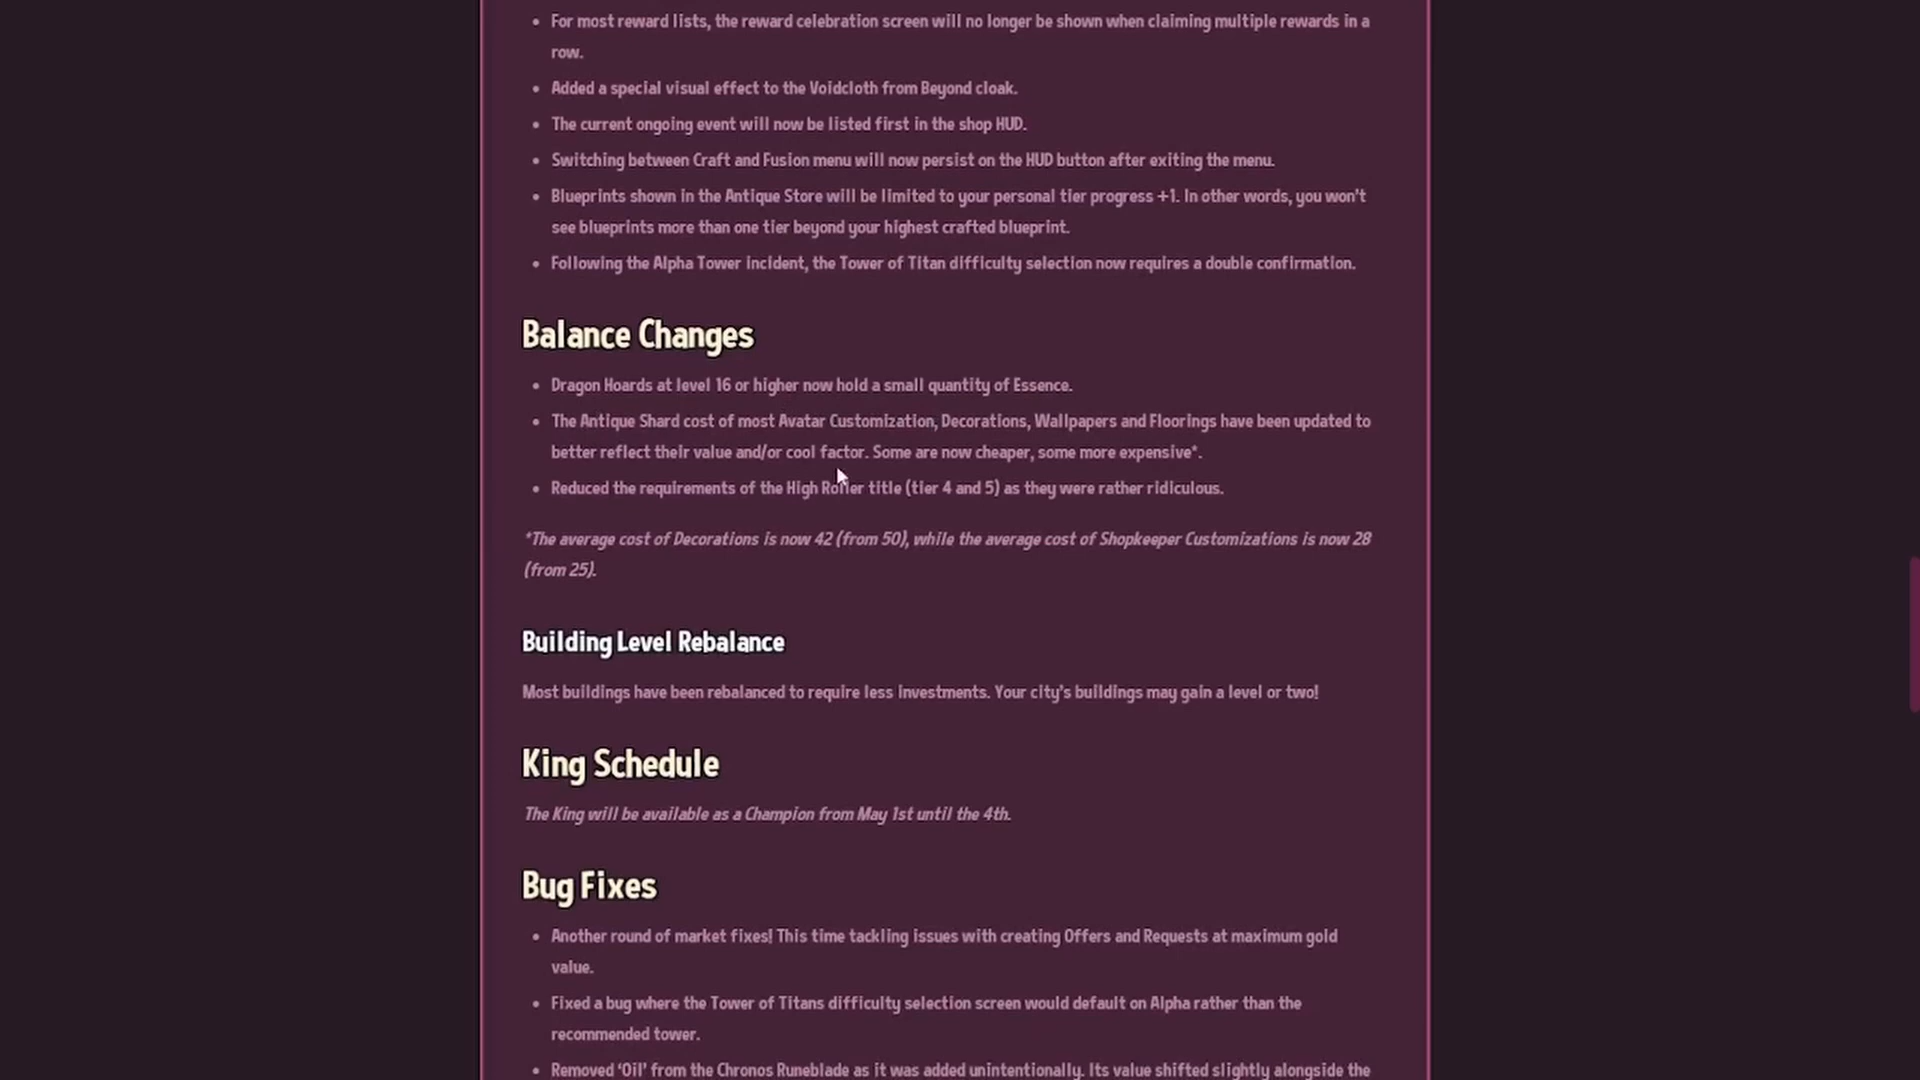 For most reward lists, the reward celebration screen will no longer be shown when claiming multiple rewards in a
row.
Added a special visual effect to the Voidcloth from Beyond cloak.
The current ongoing event will now be listed first in the shop HUD.
Switching between Craft and Fusion menu will now persist on the HUD button after exiting the menu.
Blueprints shown in the Antique Store will be limited to your personal tier progress +1. In other words, you won't
see blueprints more than one tier beyond your highest crafted blueprint.
Following the Alpha Tower incident, the Tower of Titan difficulty selection now requires a double confirmation.
Balance Changes
Dragon Hoards at level 16 or higher now hold a small quantity of Essence.
The Antique Shard cost of most Avatar Customization, Decorations, Wallpapers and Floorings have been updated to
better reflect their value and/or cool factor. Some are now cheaper, some more expensive*.
Reduced the requirements of the High Roller title (tier 4 and 5) as they were rather ridiculous.
*The average cost of Decorations is now 42 (from 50), while the average cost of Shopkeeper Customizations is now 28
(from 25).
Building Level Rebalance
Most buildings have been rebalanced to require less investments. Your city's buildings may gain a level or two!
King Schedule
The King will be available as a Champion from May 1st until the 4th.
Bug Fixes
Another round of market fixes! This time tackling issues with creating Offers and Requests at maximum gold
value.
Fixed a bug where the Tower of Titans difficulty selection screen would default on Alpha rather than the
recommended tower.
Removed ‘Oil’ from the Chronos Runeblade as it was added unintentionally. Its value shifted slightly alongside the